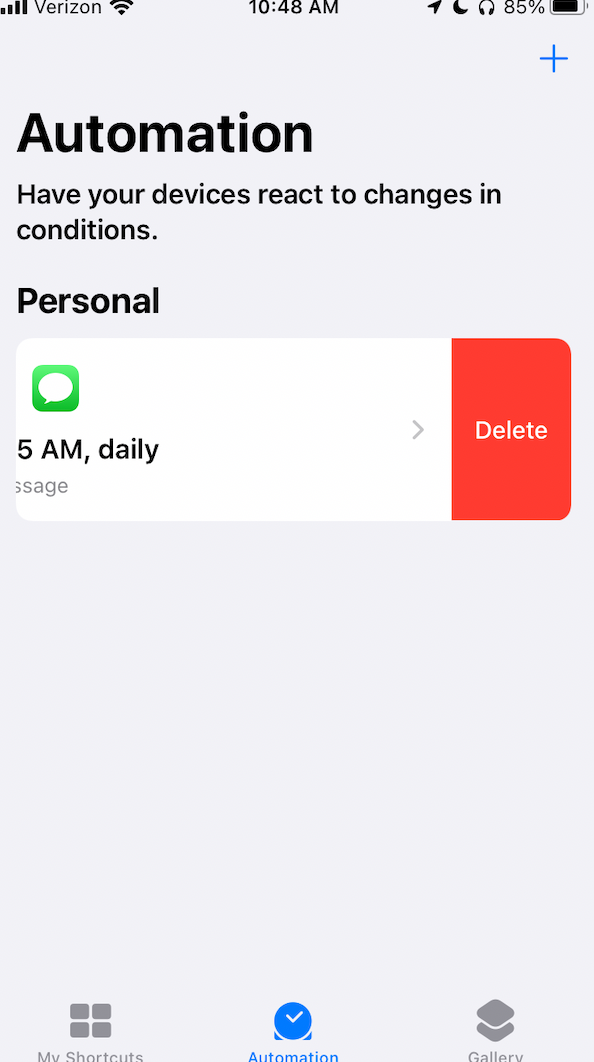 Verizon 10:48 AM 85%
Automation
Have your devices react to changes in
conditions.
Personal
5 AM, daily
ssage
Delete
My Shortcuts Automation Gallery